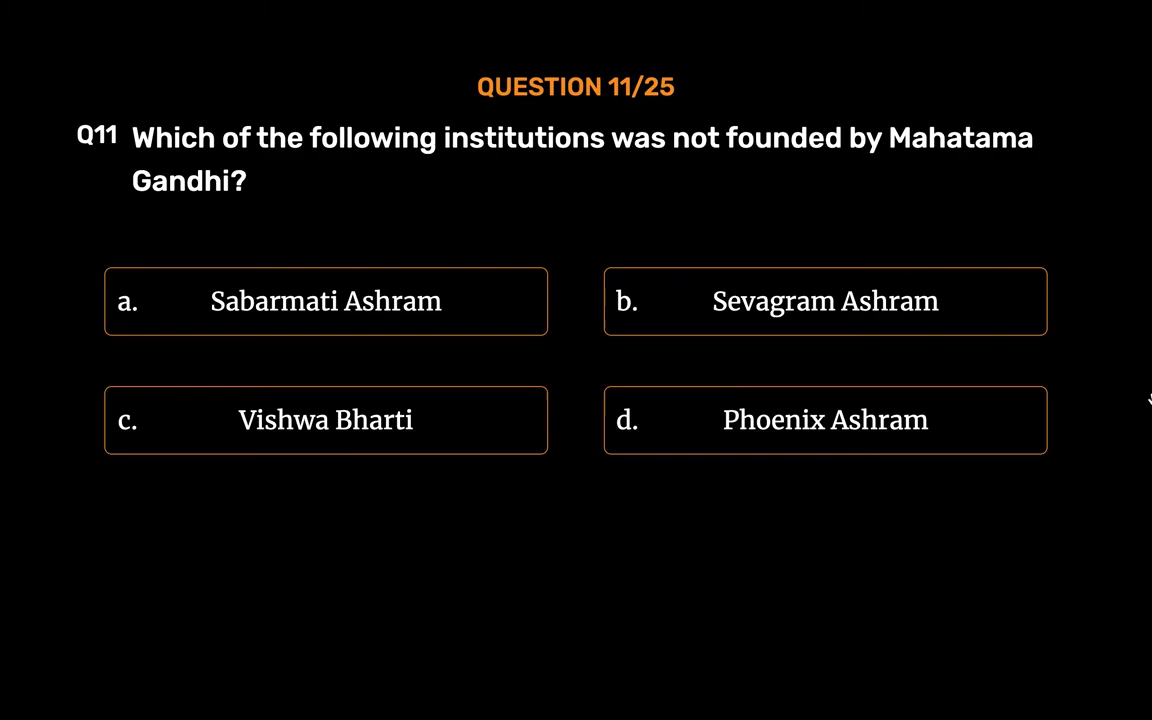 QUESTION 11/25
Q11 Which of the following institutions was not founded by Mahatama
Gandhi?
a. Sabarmati Ashram
b. Sevagram Ashram
c. Vishwa Bharti
d. Phoenix Ashram